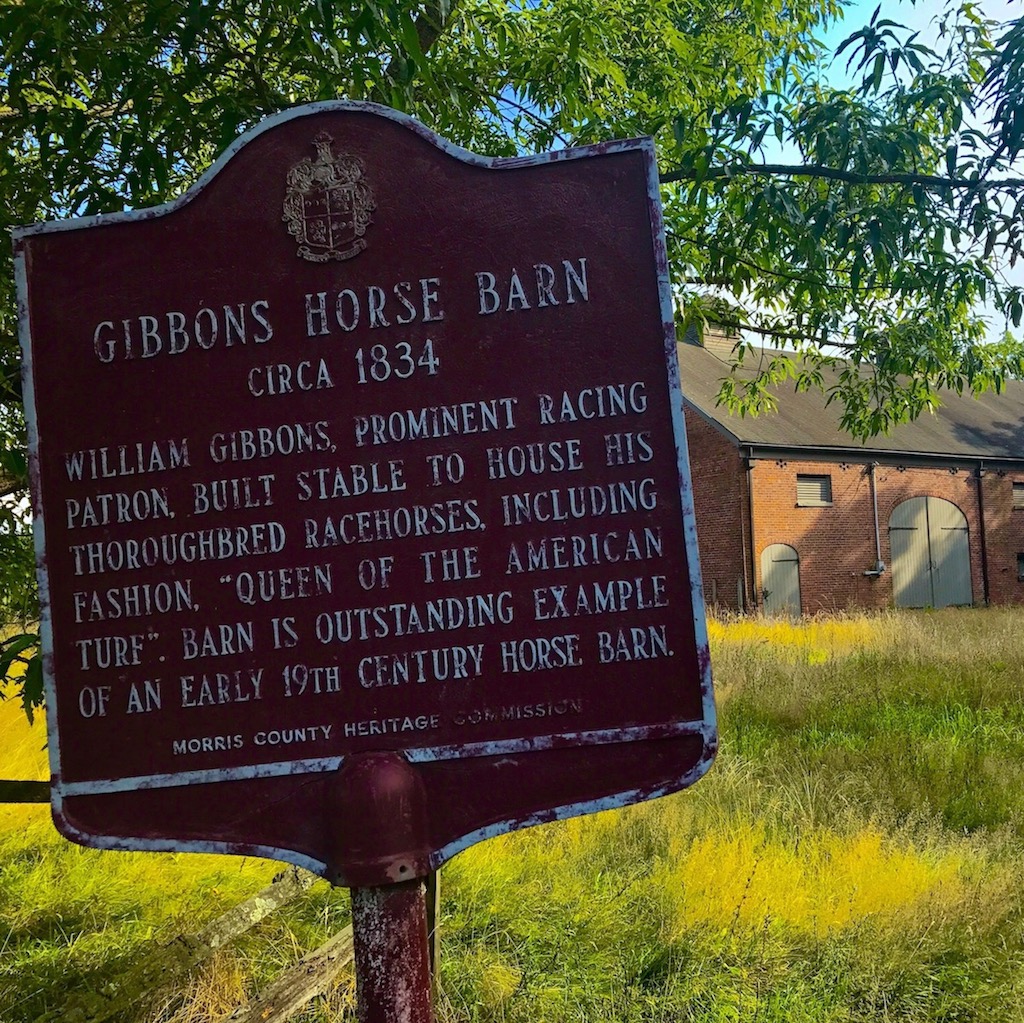 GIBBONS HORSE BARN
CIRCA 1834
WILLIAM GIBBONS, PROMINENT RACING
PATRON, BUILT STABLE TO HOUSE HIS
THOROUGHBRED RACEHORSES, INCLUDING
FASHION, "QUEEN OF THE AMERICAN
TURF". BARN IS OUTSTANDING EXAMPLE
OF AN EARLY 19TH CENTURY HORSE BARN.
MORRIS COUNTY HERITAGE COMMISSION